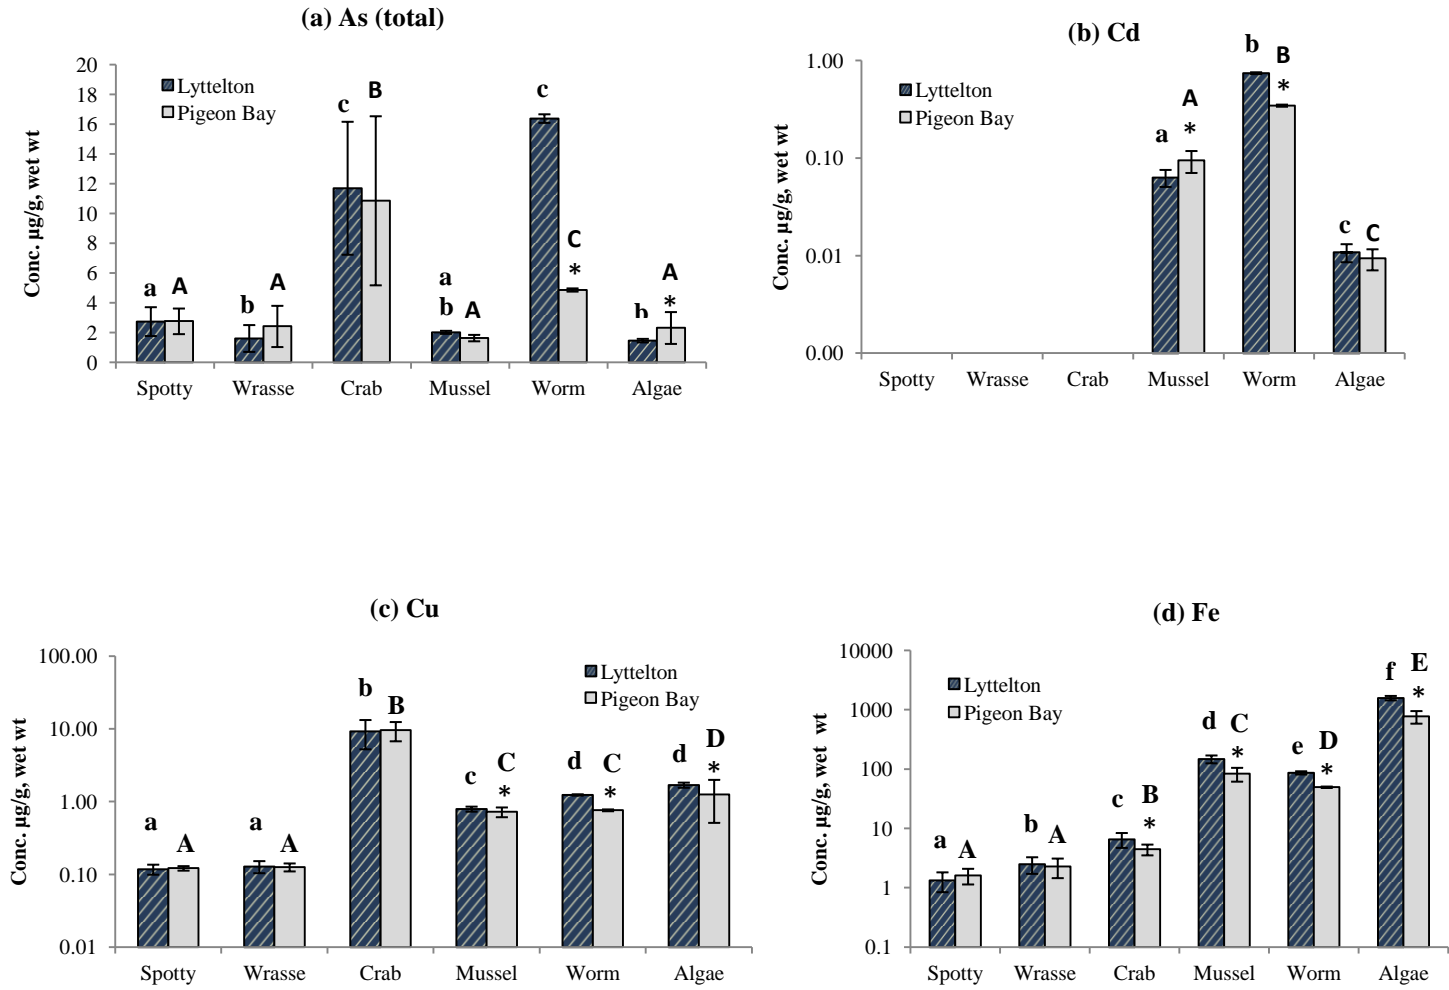 (a) As (total)
Conc. µg/g, wet wt
20
18
16
14
12
10
8
6
4
2
0
Lyttelton
Pigeon Bay
a
A
b
A
c
B
a
b
A
c
C
*
b
A
*
Spotty
Wrasse
Crab
Mussel
Worm
Algae
(b) Cd
Conc. µg/g, wet wt
1.00
0.10
0.01
0.00
Lyttelton
Pigeon Bay
a
A
*
b
B
*
c
C
Spotty
Wrasse
Crab
Mussel
Worm
Algae
(c) Cu
Conc. µg/g, wet wt
100.00
10.00
1.00
0.10
0.01
Lyttelton
Pigeon Bay
a
A
a
A
b
B
c
C
*
d
C
*
d
D
*
Spotty
Wrasse
Crab
Mussel
Worm
Algae
(d) Fe
Conc. µg/g, wet wt
10000
1000
100
10
1
0.1
Lyttelton
Pigeon Bay
a
A
b
A
c
B
*
d
C
*
e
D
*
f
E
*
Spotty
Wrasse
Crab
Mussel
Worm
Algae